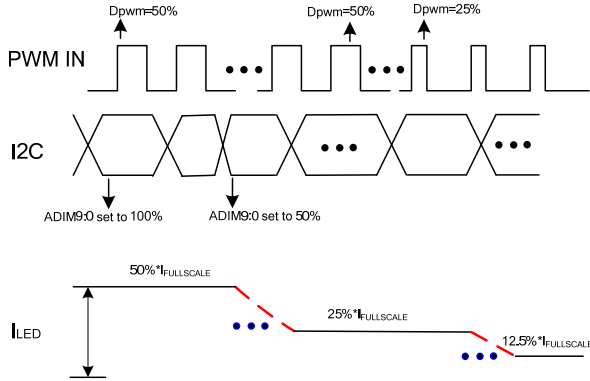 Dpwm=50% Dpwm=50% Dpwm=25%
PWM IN
I2C
ADIM9:0 set to 100% ADIM9:0 set to 50%
50%*IFULLSCALE
25%*IFULLSCALE
12.5%*IFULLSCALE
ILED